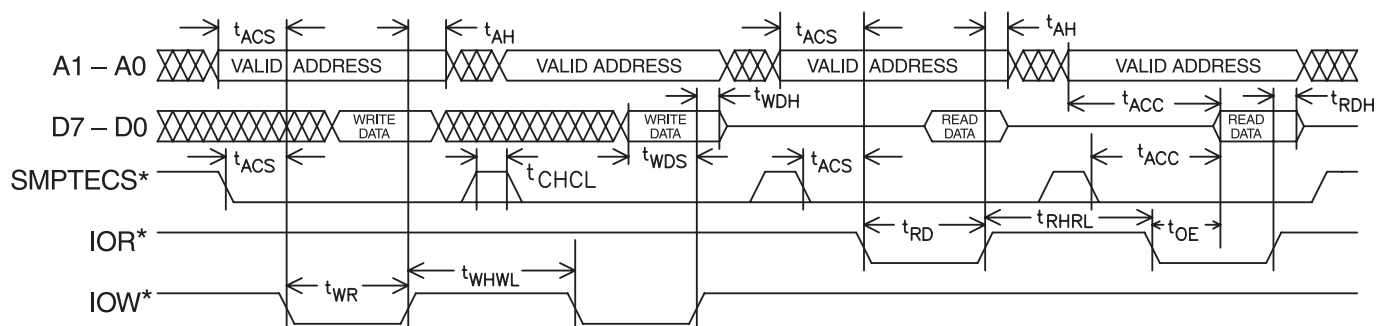 tACS tAH tACS tAH
A1 – A0 VALID ADDRESS VALID ADDRESS VALID ADDRESS VALID ADDRESS
tWDH tACC tRDH
D7 – D0 WRITE DATA WRITE DATA READ DATA READ DATA
tACS tWDS tACS tACC
SMPTECS* tCHCL
IOR* tRD tRHRL tOE
IOW* tWR tWHWL